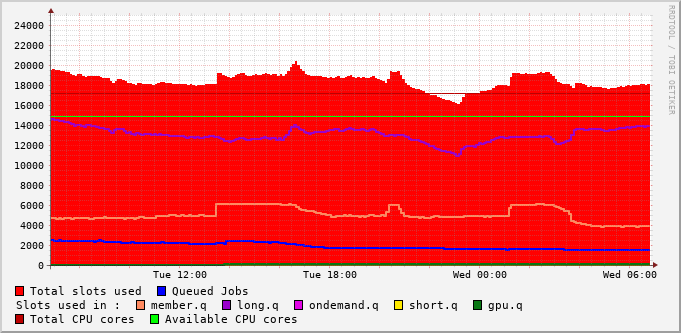 RRDTOOL / TOBI OETIKER
24000
22000
20000
18000
16000
14000
12000
10000
8000
6000
4000
2000
0
Tue 12:00 Tue 18:00 Wed 00:00 Wed 06:00
Total slots used Queued Jobs
Slots used in : member.q long.q ondemand.q short.q gpu.q
Total CPU cores Available CPU cores